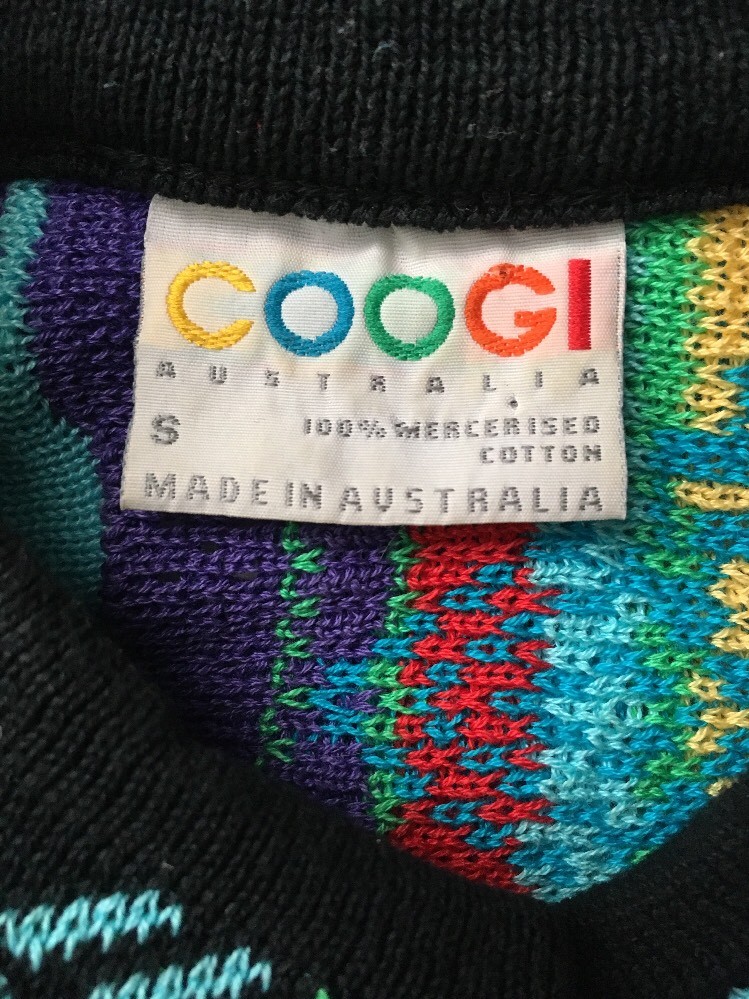 COOGI
AUSTRALIA
S 100% MERCERISED
COTTON
MADE IN AUSTRALIA